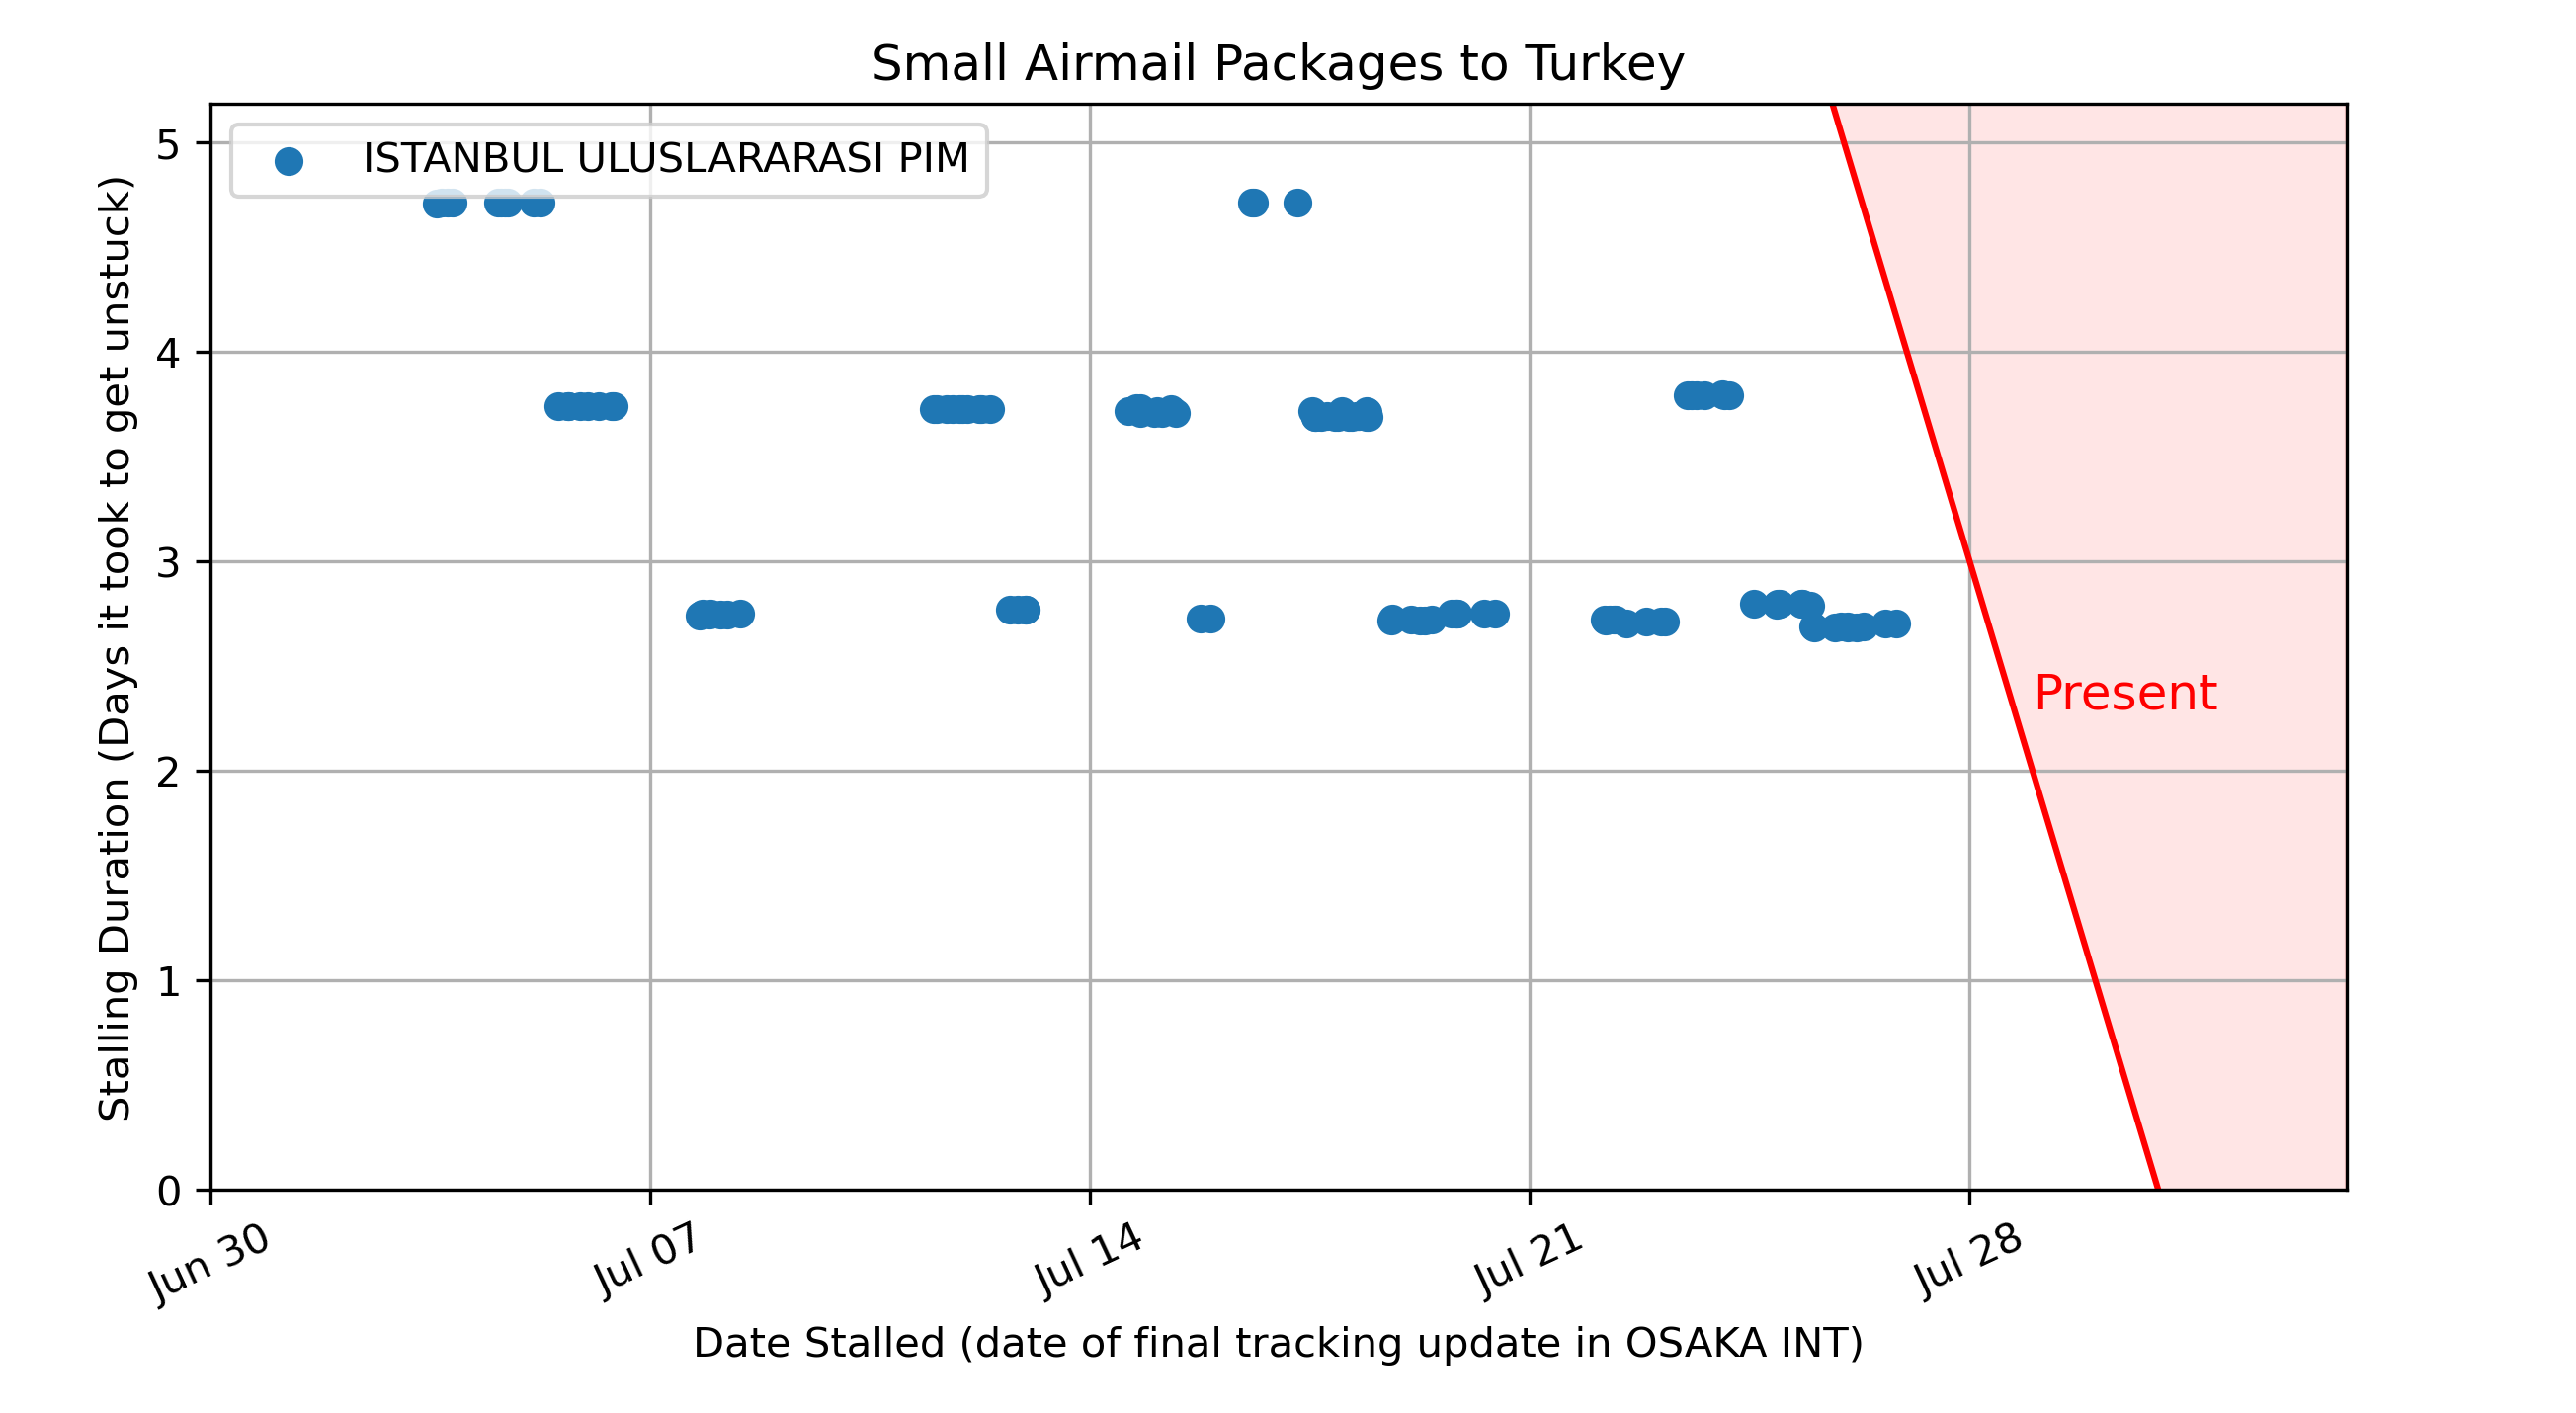 Small Airmail Packages to Turkey
ISTANBUL ULUSLARARASI PIM
Stalling Duration (Days it took to get unstuck)
5
4
3
2
1
0
Present
Jun 30
Jul 07
Jul 14
Jul 21
Jul 28
Date Stalled (date of final tracking update in OSAKA INT)